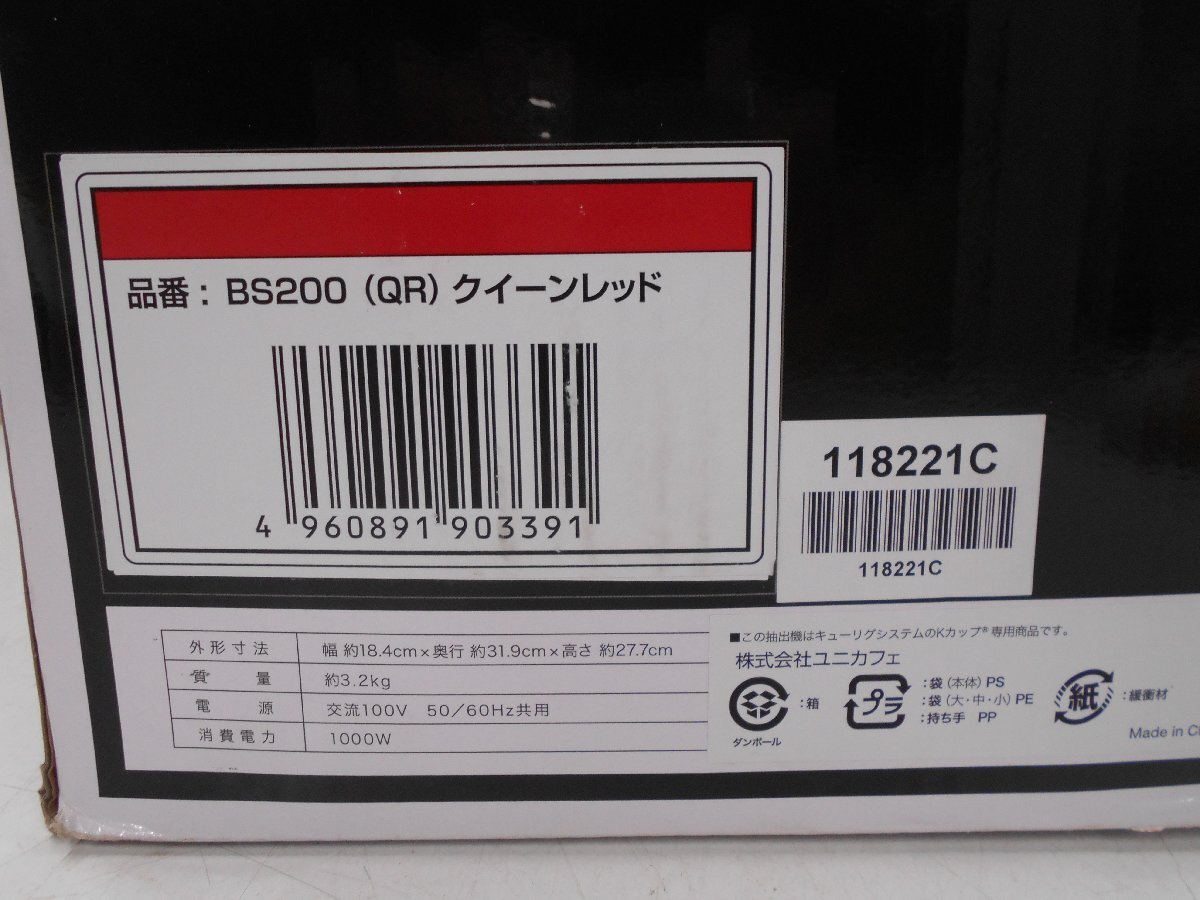 品番： BS200（QR）クイーンレッド
4 960891 903391
118221C
118221C
外形寸法 幅 約18.4cm×奥行 約31.9cm×高さ 約27.7cm
質量 約3.2kg
電源 交流100V 50／60Hz共用
消費電力 1000W
■この抽出機はキューリグシステムのKカップ®専用商品です。
株式会社ユニカフェ
：箱
ダンボール
プラ
：袋（本体）PS
：袋（大・中・小）PE
：持ち手 PP
紙
：緩衝材
Made in